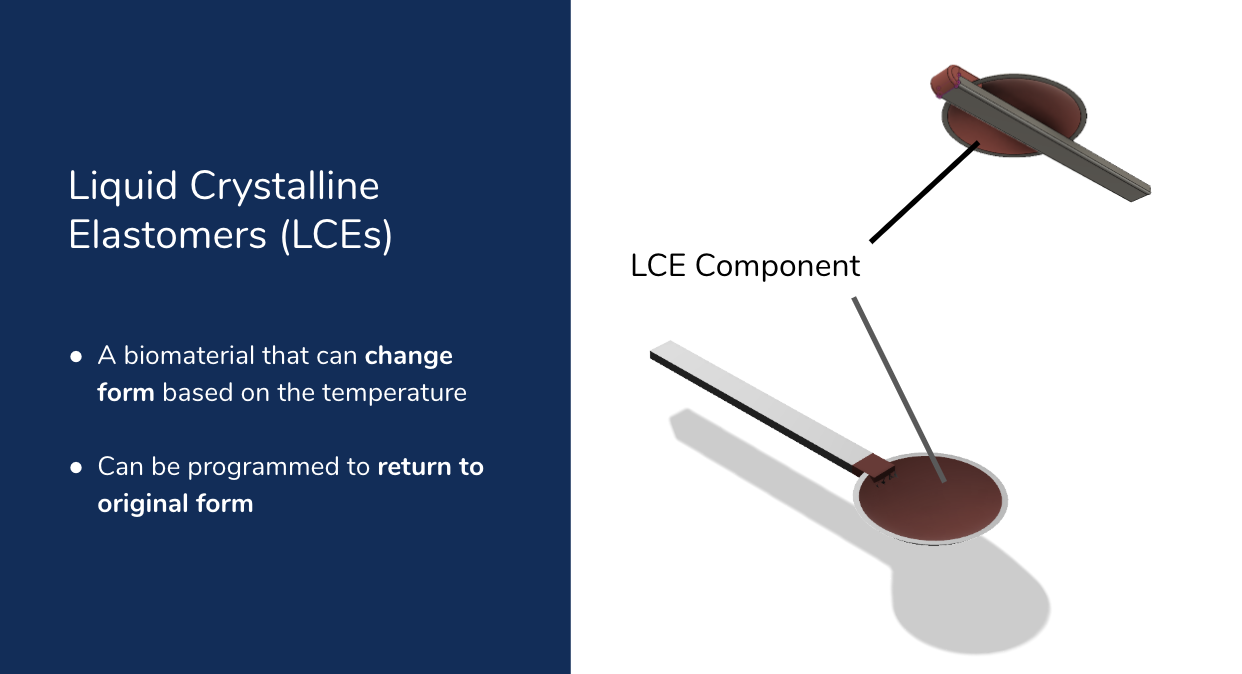 Liquid Crystalline
Elastomers (LCEs)
● A biomaterial that can change
form based on the temperature
● Can be programmed to return to
original form
LCE Component